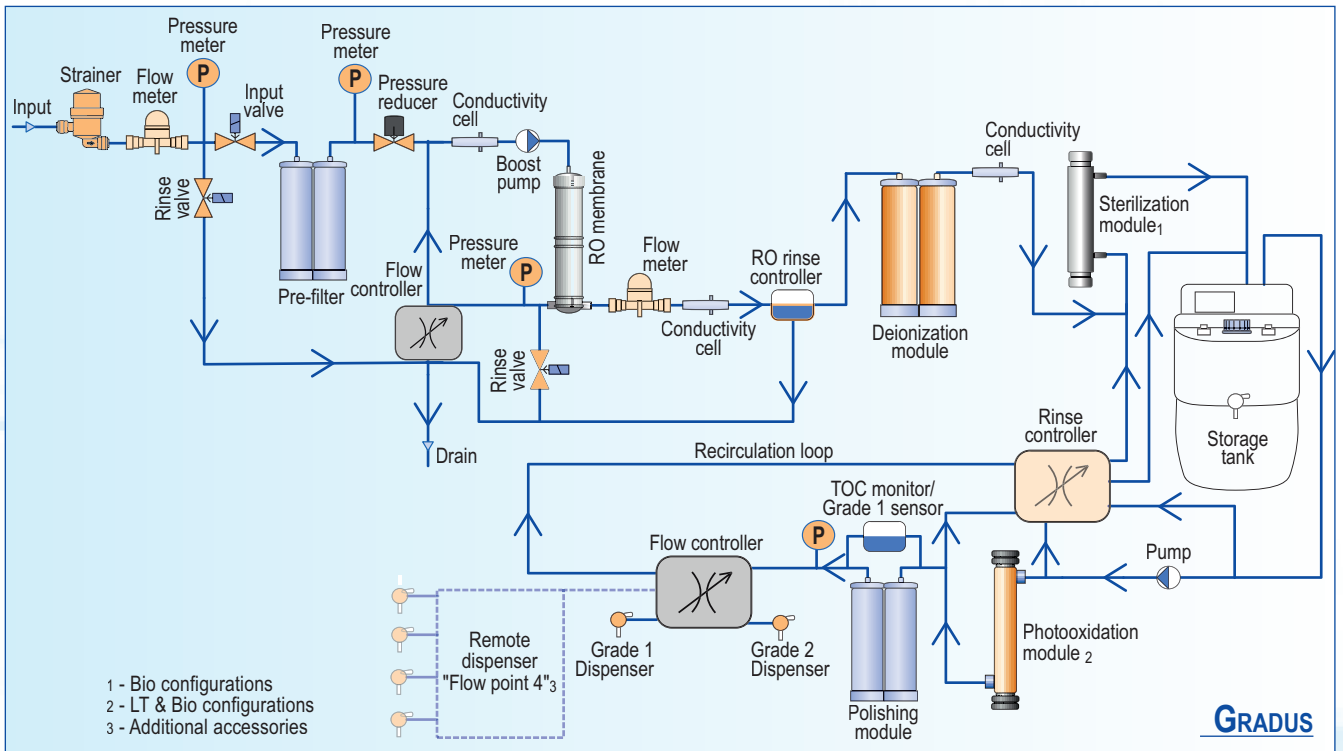 Pressure
meter
Strainer
Flow
meter
P
Input
Input
valve
Rinse
valve
Pressure
meter
P
Pressure
reducer
Conductivity
cell
Boost
pump
Pre-filter
RO membrane
Flow
controller
Pressure
meter
P
Rinse
valve
Drain
Flow
meter
Conductivity
cell
RO rinse
controller
Deionization
module
Conductivity
cell
Sterilization
module1
Storage
tank
Rinse
controller
Recirculation loop
TOC monitor/
Grade 1 sensor
P
Flow controller
Pump
Photooxidation
module 2
Polishing
module
Grade 1
Dispenser
Grade 2
Dispenser
Remote
dispenser
"Flow point 4"3
1 - Bio configurations
2 - LT & Bio configurations
3 - Additional accessories
GRADUS